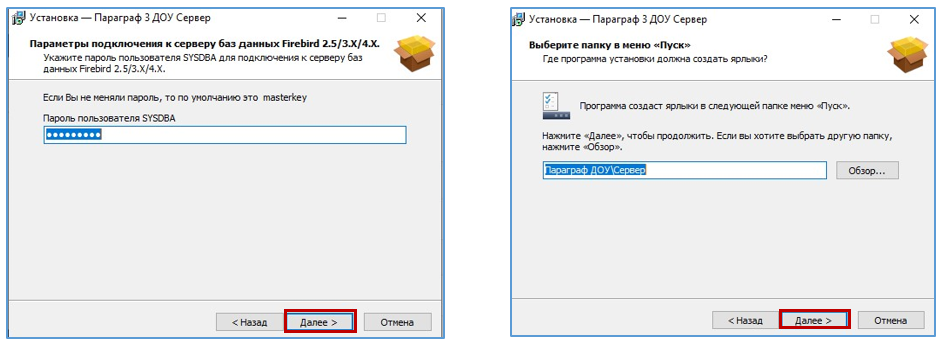 Установка — Параграф 3 ДОУ Сервер
Параметры подключения к серверу баз данных Firebird 2.5/3.X/4.X.
Укажите пароль пользователя SYSDBA для подключения к серверу баз
данных Firebird 2.5/3.X/4.X.
Если Вы не меняли пароль, то по умолчанию это masterkey
Пароль пользователя SYSDBA
●●●●●●●●●
< Назад
Далее >
Отмена
Установка — Параграф 3 ДОУ Сервер
Выберите папку в меню «Пуск»
Где программа установки должна создать ярлыки?
Программа создаст ярлыки в следующей папке меню «Пуск».
Нажмите «Далее», чтобы продолжить. Если вы хотите выбрать другую папку,
нажмите «Обзор».
Параграф ДОУ\Сервер
Обзор...
< Назад
Далее >
Отмена